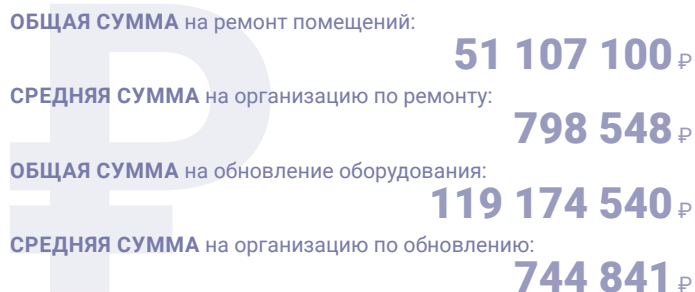 ОБЩАЯ СУММА на ремонт помещений:
51 107 100 ₽
СРЕДНЯЯ СУММА на организацию по ремонту:
798 548 ₽
ОБЩАЯ СУММА на обновление оборудования:
119 174 540 ₽
СРЕДНЯЯ СУММА на организацию по обновлению:
744 841 ₽